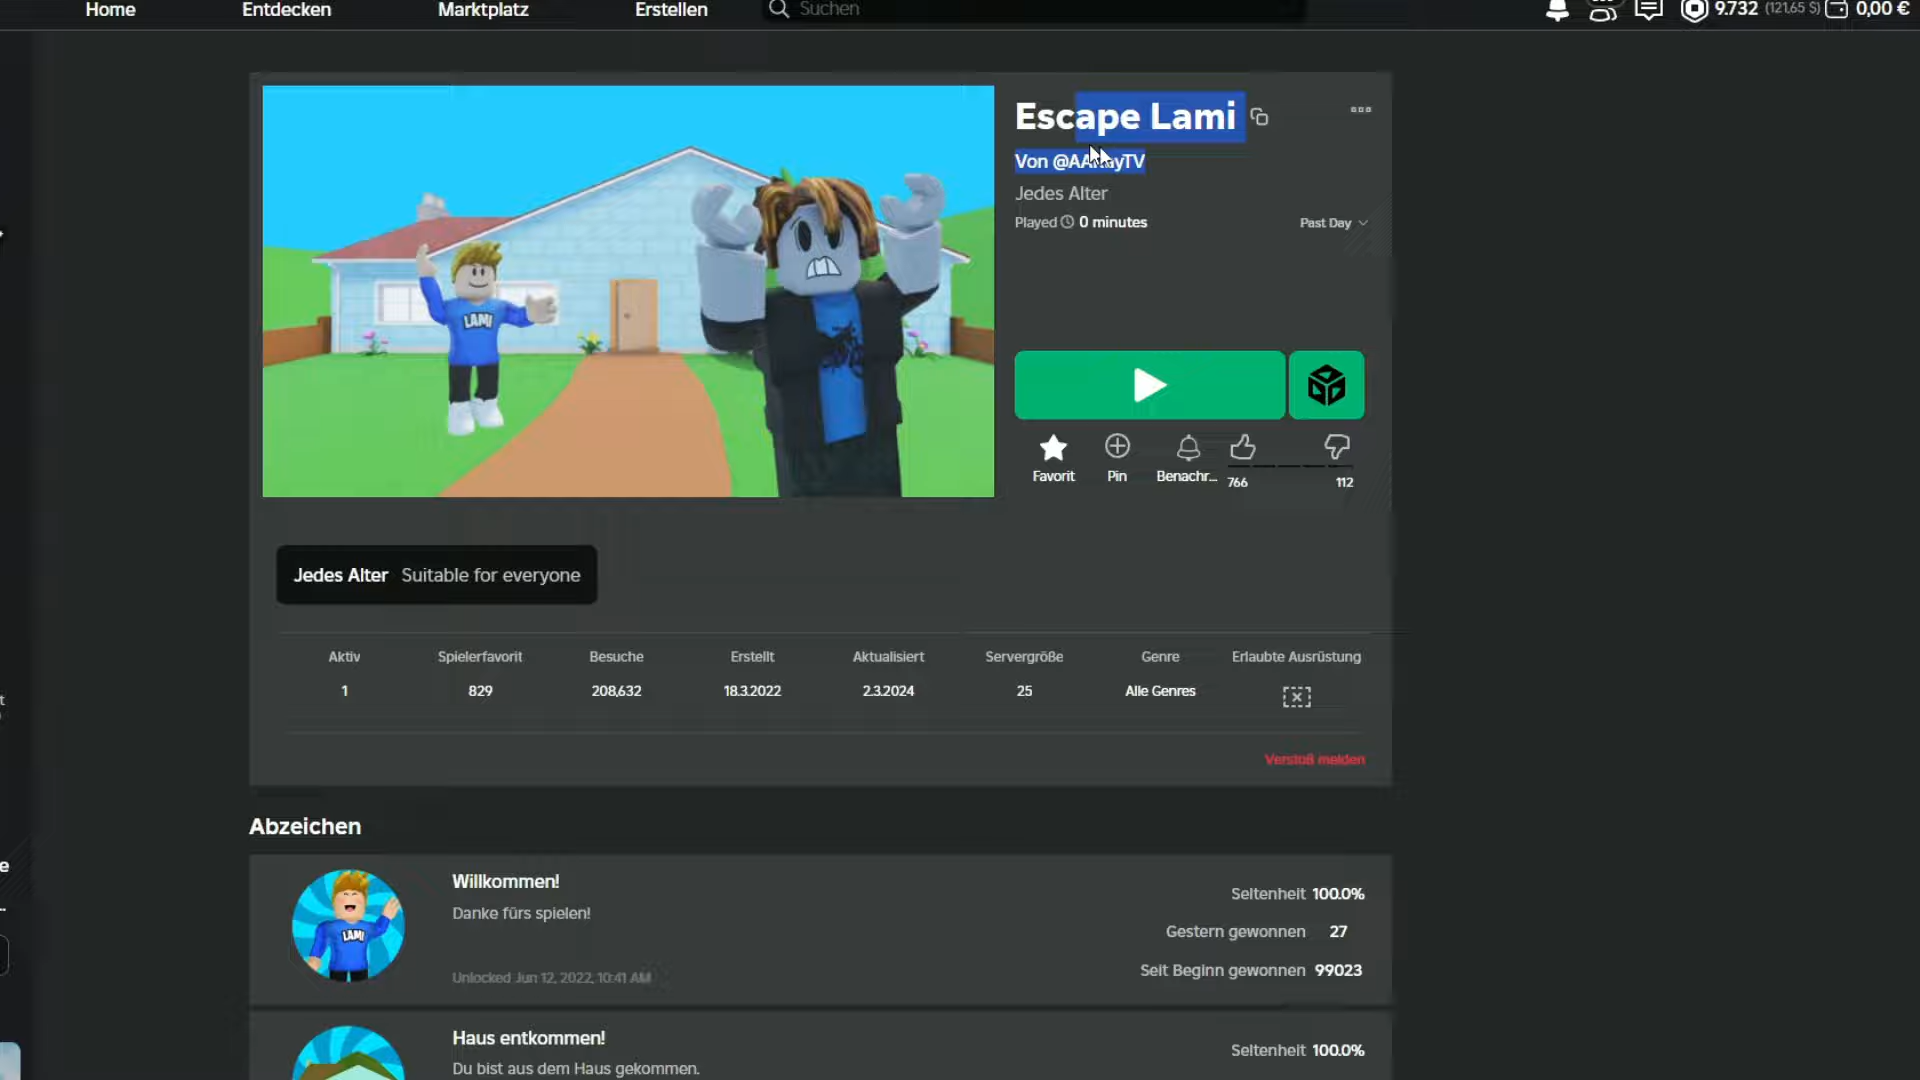 Home Entdecken Marktplatz Erstellen Suchen 9.732 (121.65 $) 0,00 €
Escape Lami
Von
Jedes Alter
Played 0 minutes Past Day
LAMI
Favorit Pin Benachr... 766 112
Jedes Alter Suitable for everyone
Aktiv Spielerfavorit Besuche Erstellt Aktualisiert Servergröße Genre Erlaubte Ausrüstung
1 829 208,632 18.3.2022 2.3.2024 25 Alle Genres
Verstoß melden
Abzeichen
Willkommen!
Danke fürs spielen!
Unlocked Jun 12, 2022, 10:41 AM
LAMI
Seltenheit 100.0%
Gestern gewonnen 27
Seit Beginn gewonnen 99023
Haus entkommen!
Du bist aus dem Haus gekommen.
Seltenheit 100.0%